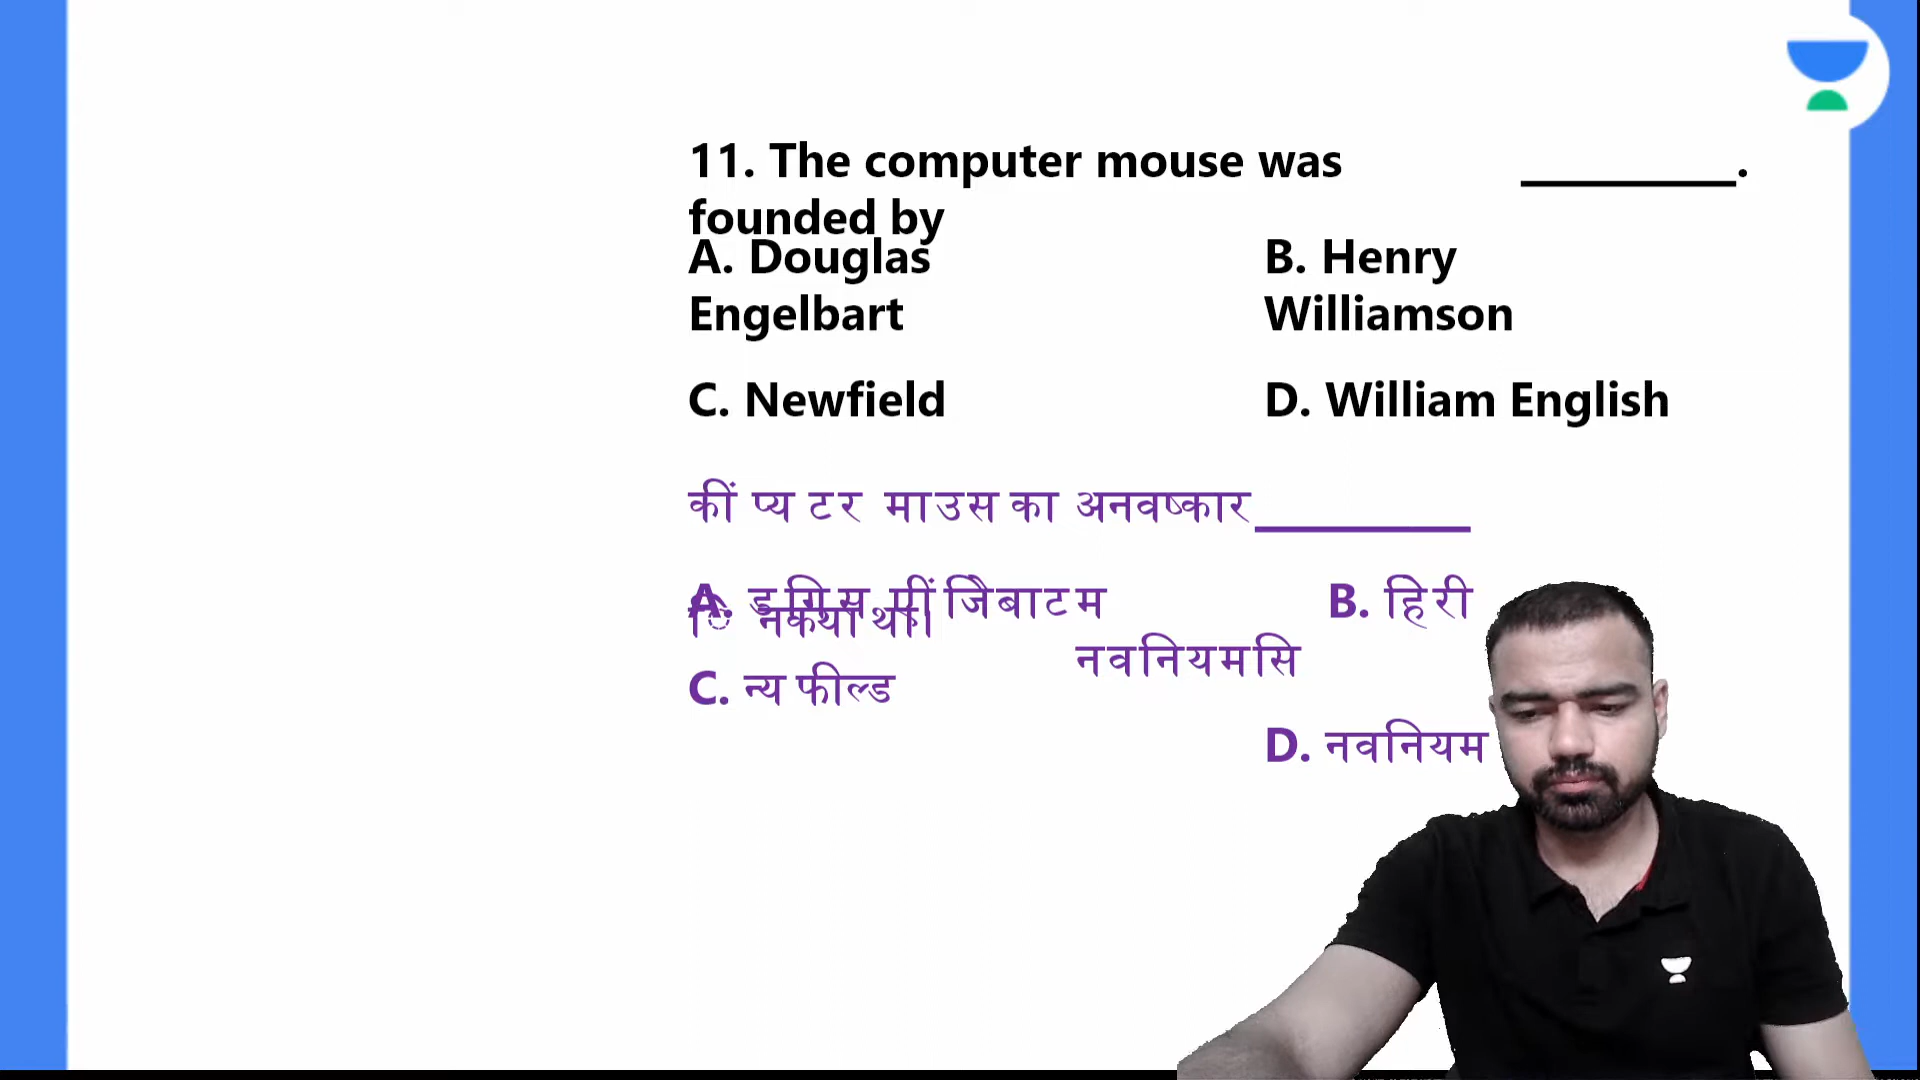 11. The computer mouse was __________.
founded by
A. Douglas B. Henry
Engelbart Williamson
C. Newfield D. William English
कीं प्य टर माउस का अनवष्कार__________
A. B. हिरी
नकया था।
नवनियमसि
C. न्य फील्ड
D. नवनियम